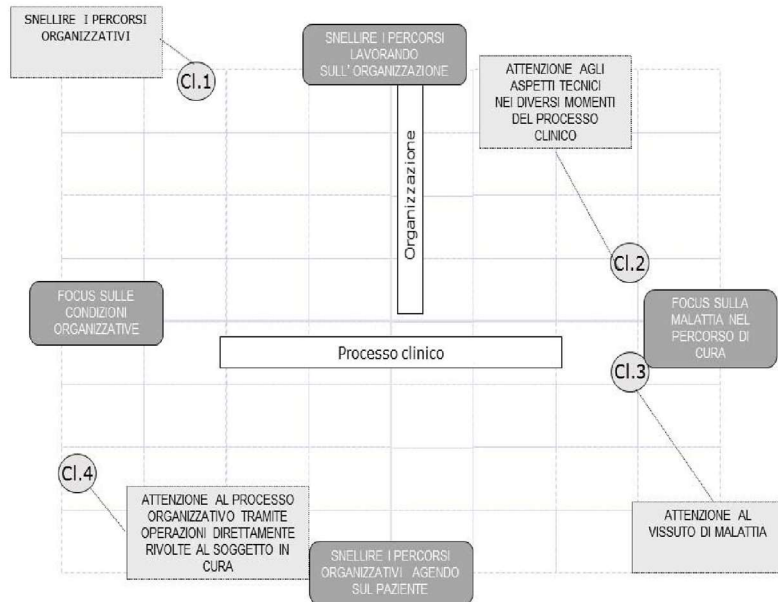 SNELLIRE I PERCORSI
ORGANIZZATIVI
Cl.1
SNELLIRE I PERCORSI
LAVORANDO
SULL'ORGANIZZAZIONE
ATTENZIONE AGLI
ASPETTI TECNICI
NEI DIVERSI MOMENTI
DEL PROCESSO
CLINICO
Organizzazione
Cl.2
FOCUS SULLE
CONDIZIONI
ORGANIZZATIVE
FOCUS SULLA
MALATTIA NEL
PERCORSO DI
CURA
Processo clinico
Cl.3
Cl.4
ATTENZIONE AL PROCESSO
ORGANIZZATIVO TRAMITE
OPERAZIONI DIRETTAMENTE
RIVOLTE AL SOGGETTO IN
CURA
ATTENZIONE AL
VISSUTO DI MALATTIA
SNELLIRE I PERCORSI
ORGANIZZATIVI AGENDO
SUL PAZIENTE